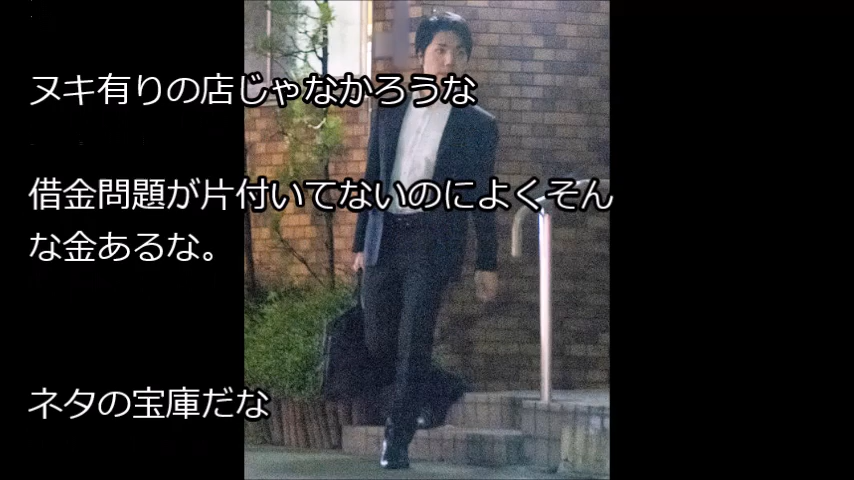 ヌキ有りの店じゃなかろうな
借金問題が片付いてないのによくそん
な金あるな。
ネタの宝庫だな